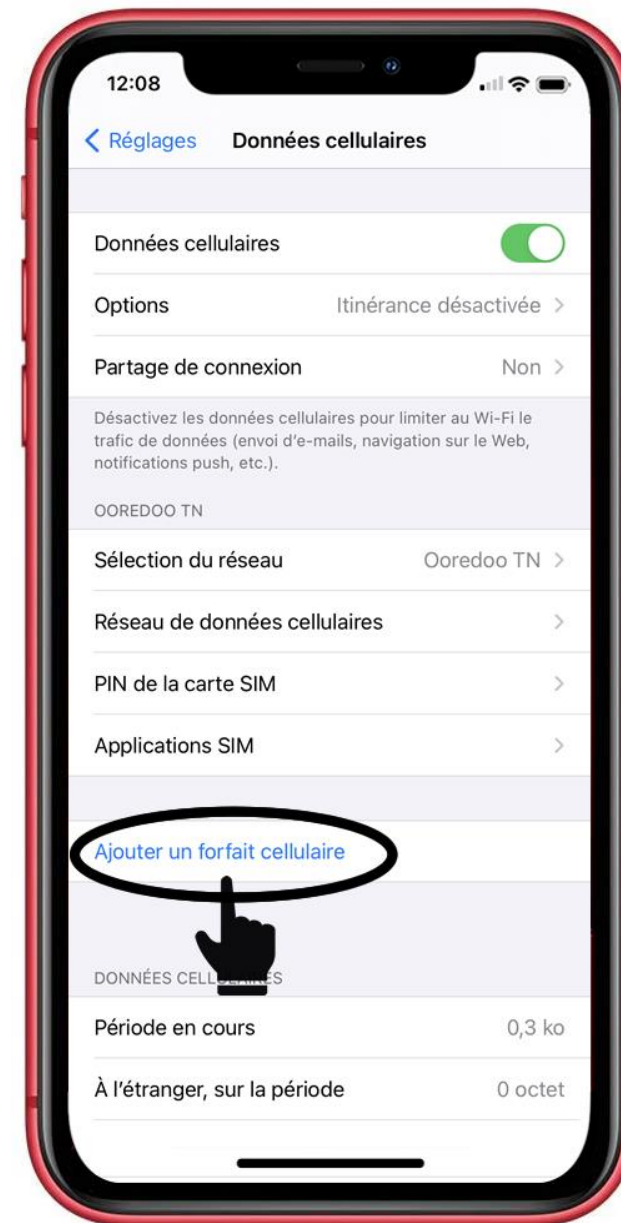 12:08
Réglages Données cellulaires
Données cellulaires
Options Itinérance désactivée
Partage de connexion Non
Désactivez les données cellulaires pour limiter au Wi-Fi le
trafic de données (envoi d'e-mails, navigation sur le Web,
notifications push, etc.).
OOREDOO TN
Sélection du réseau Ooredoo TN
Réseau de données cellulaires
PIN de la carte SIM
Applications SIM
Ajouter un forfait cellulaire
DONNÉES CELLULAIRES
Période en cours 0,3 ko
À l'étranger, sur la période 0 octet